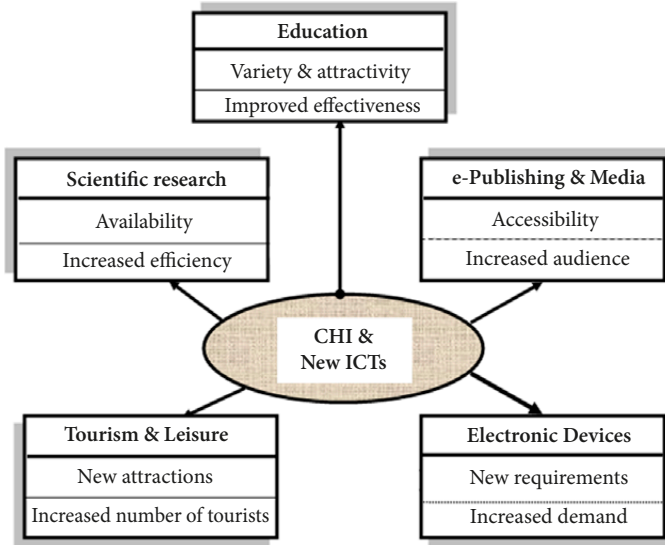 Education
Variety & attractivity
Improved effectiveness
Scientific research
Availability
Increased efficiency
e-Publishing & Media
Accessibility
Increased audience
CHI &
New ICTs
Tourism & Leisure
New attractions
Increased number of tourists
Electronic Devices
New requirements
Increased demand